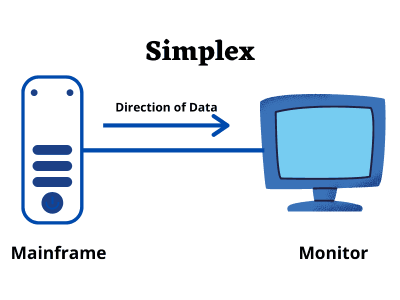 Simplex
Direction of Data
Mainframe
Monitor